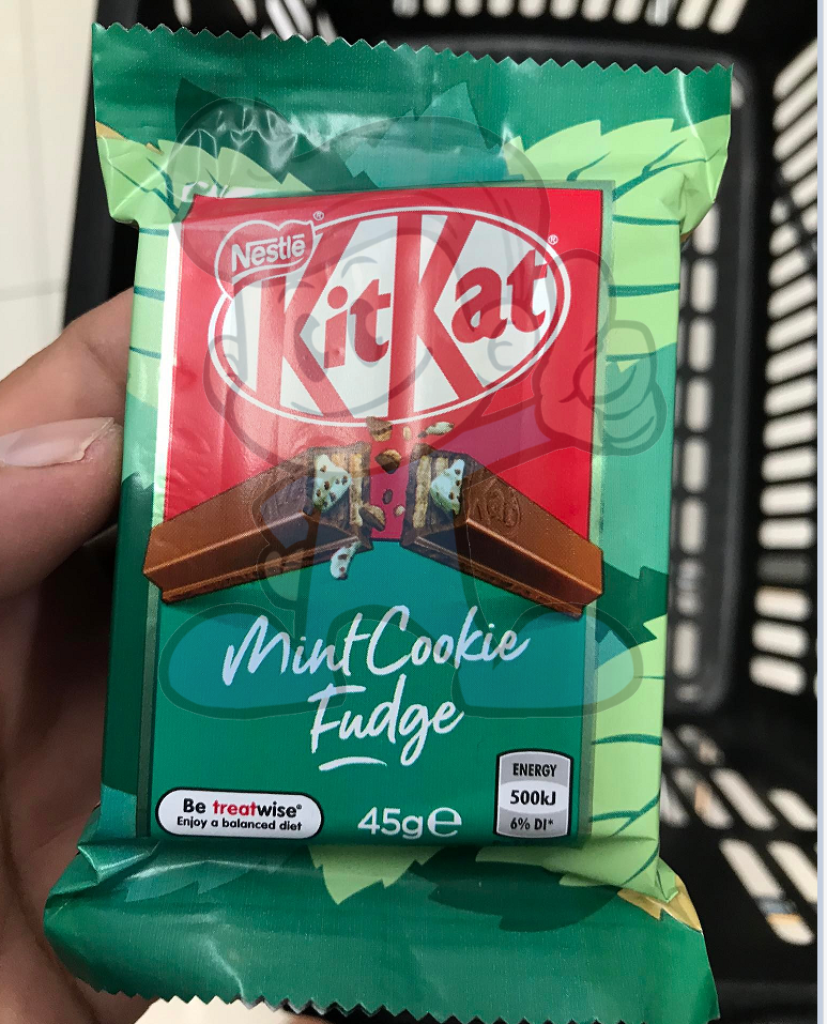 Nestlé®
KitKat®
Mint Cookie
Fudge
Be treatwise®
Enjoy a balanced diet
45g e
ENERGY
500kJ
6% DI*